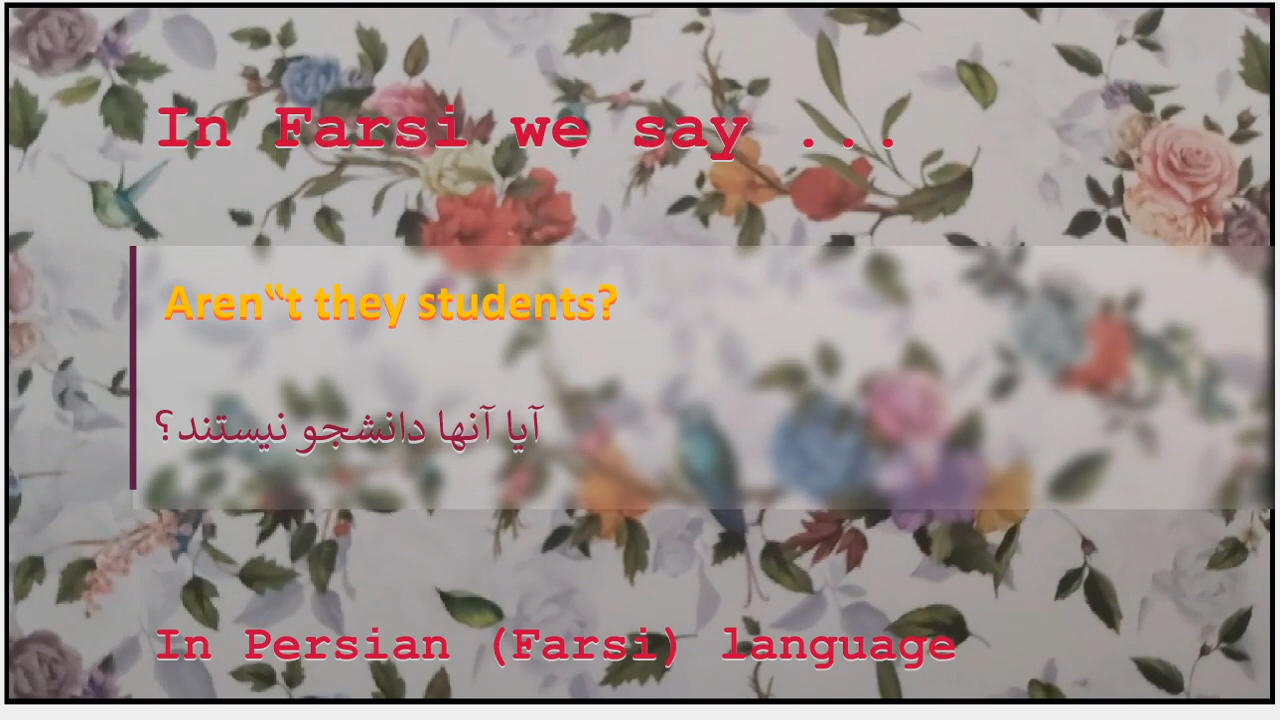 In Farsi we say ...
Aren‟t they students?
آیا آنها دانشجو نیستند؟
In Persian (Farsi) language